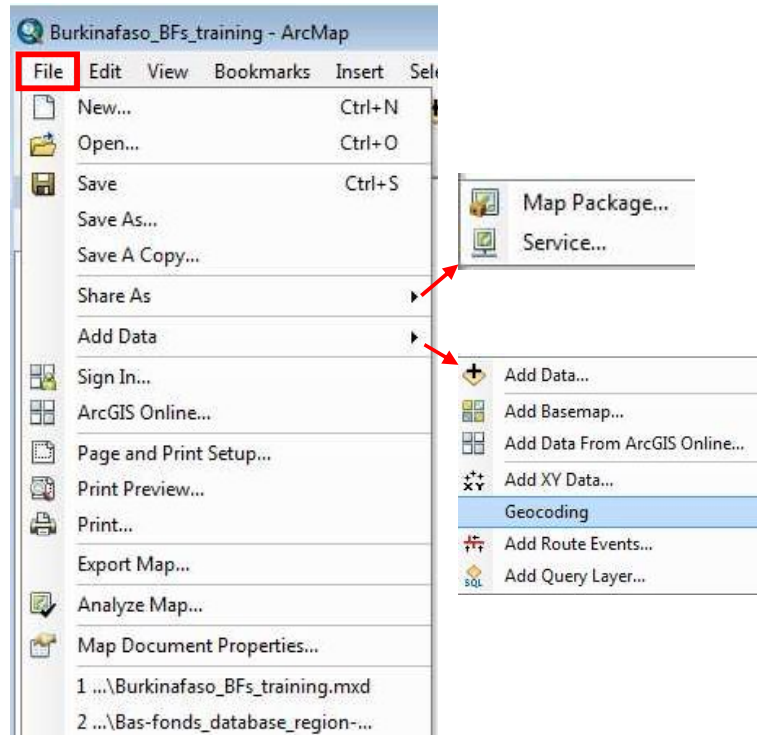 Burkinafaso_BFs_training - ArcMap
File Edit View Bookmarks Insert
New... Ctrl+N
Open... Ctrl+O
Save Ctrl+S
Save As...
Save A Copy...
Share As
Add Data
Sign In...
ArcGIS Online...
Page and Print Setup...
Print Preview...
Print...
Export Map...
Analyze Map...
Map Document Properties...
1 ...\Burkinafaso_BFs_training.mxd
2 ...\Bas-fonds_database_region-...
Map Package...
Service...
Add Data...
Add Basemap...
Add Data From ArcGIS Online...
XY Add XY Data...
Geocoding
Add Route Events...
SQL Add Query Layer...